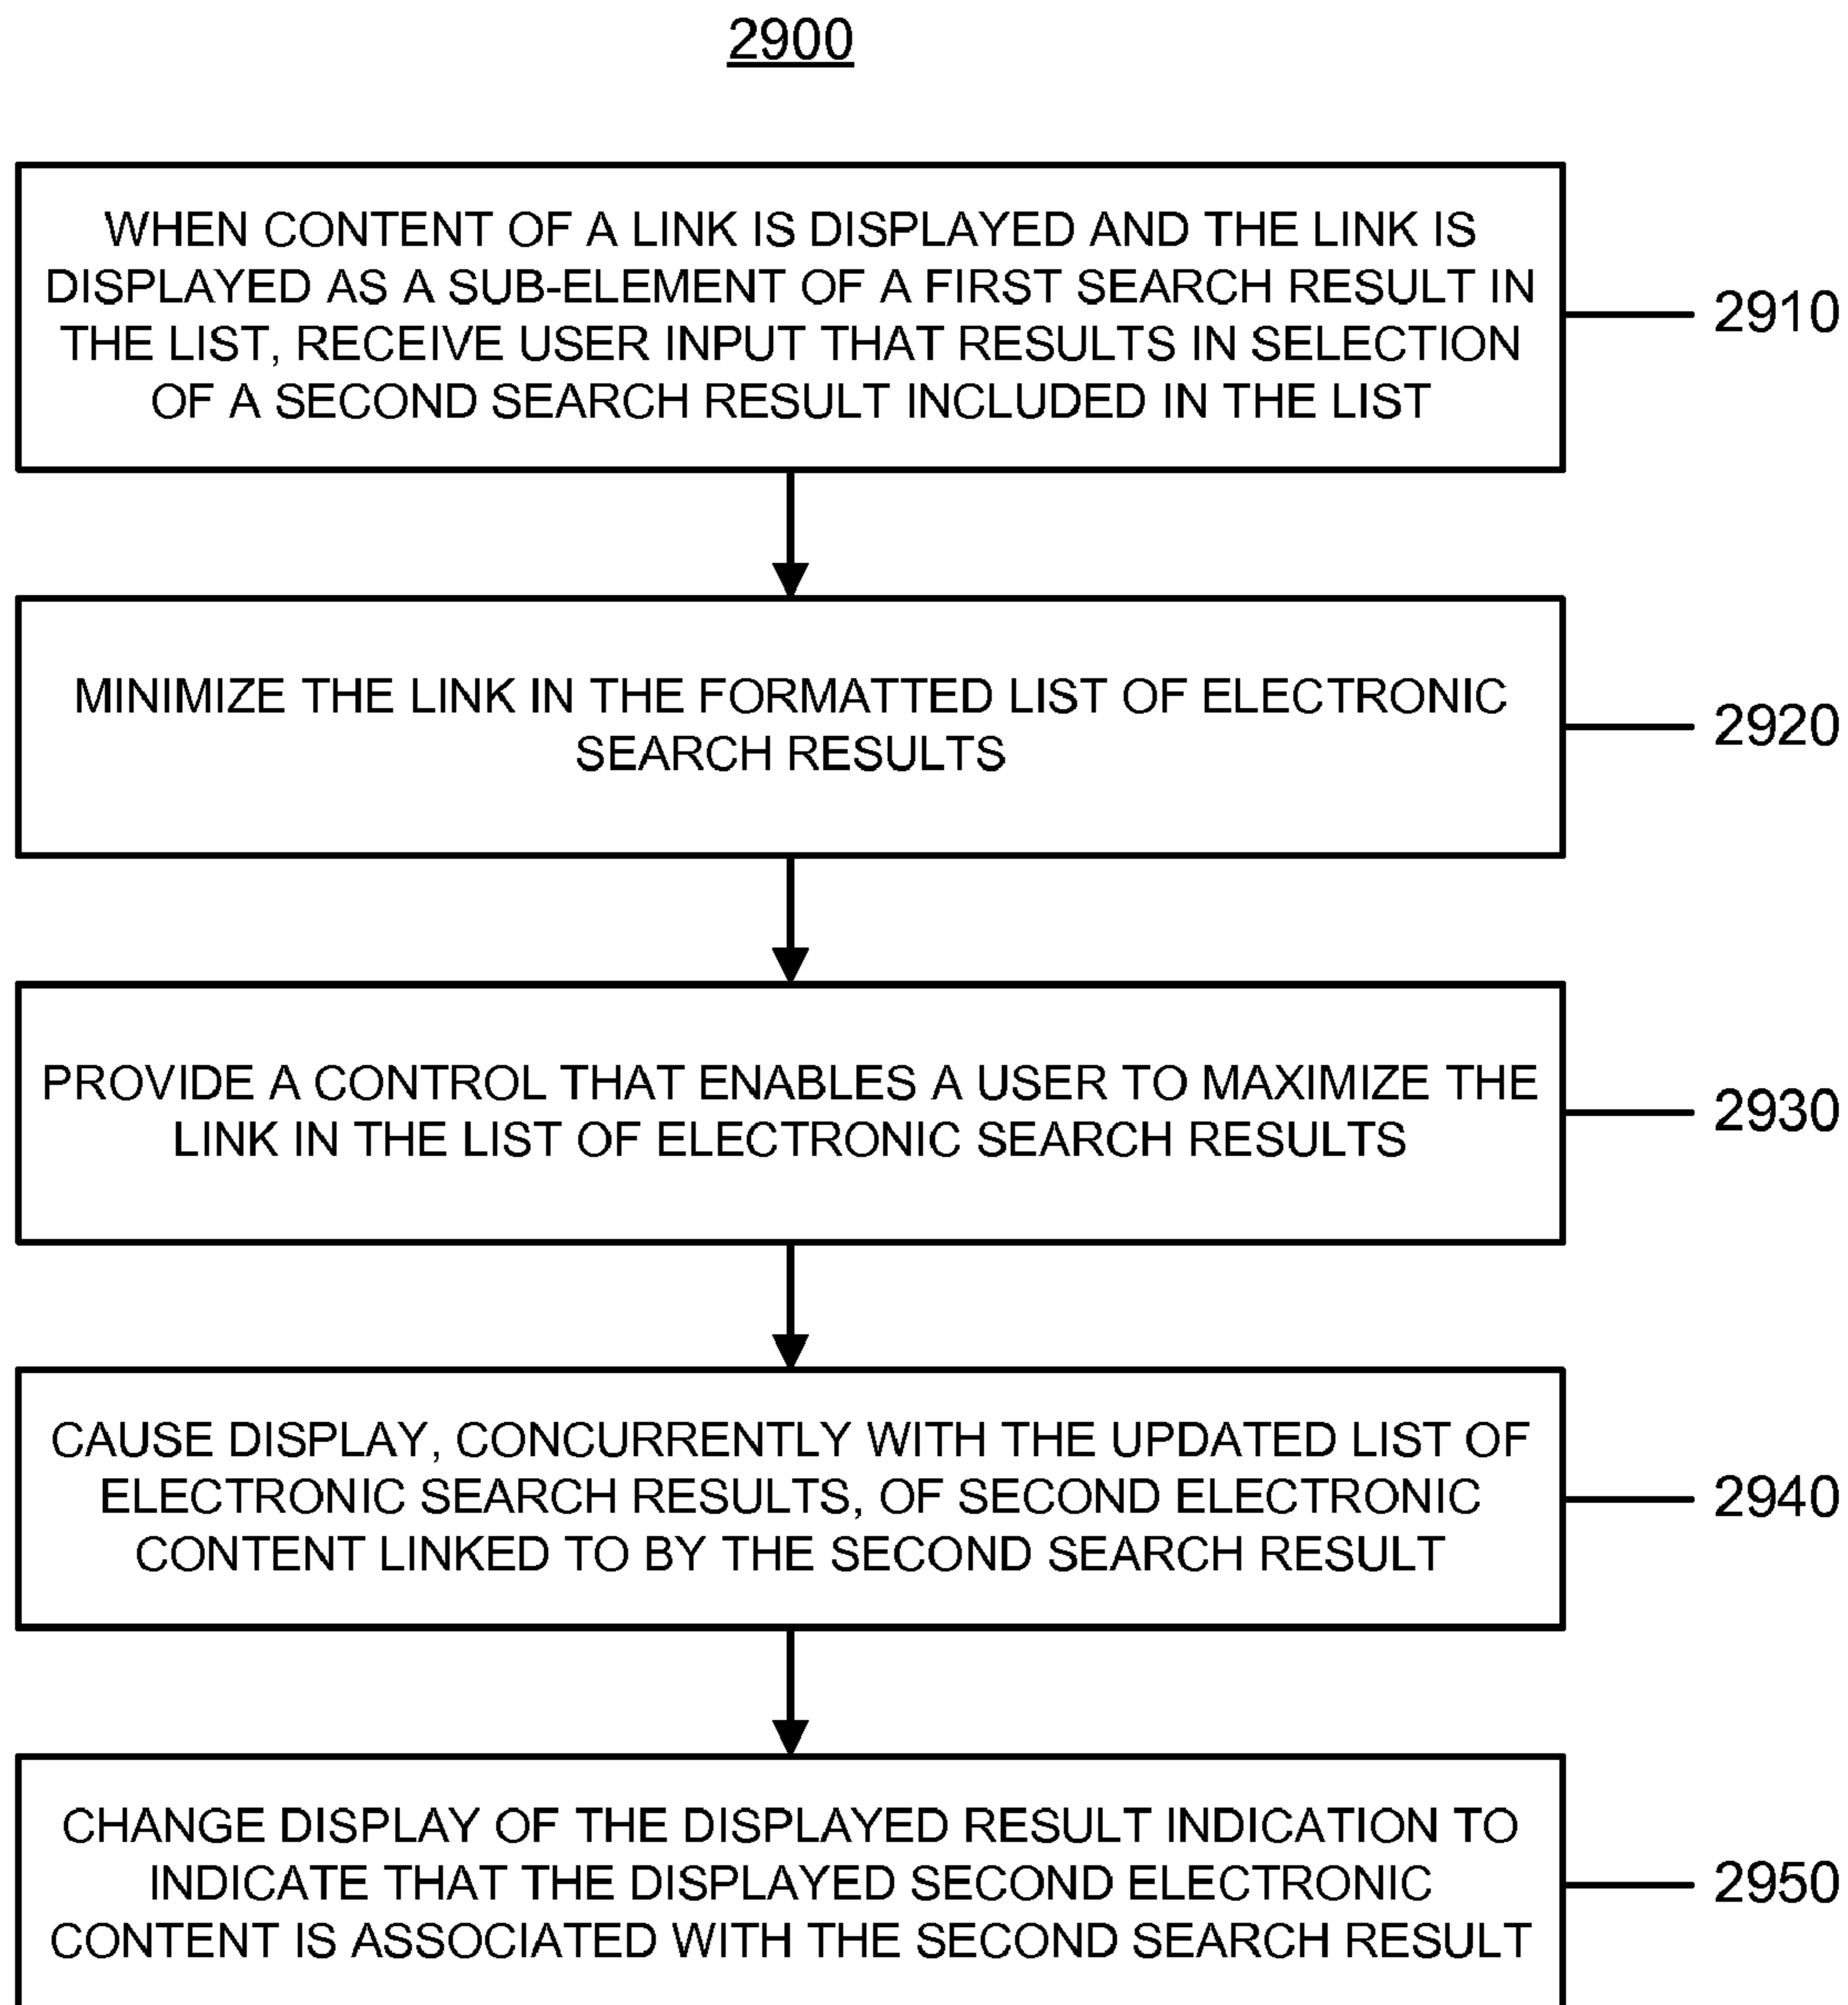 2900
WHEN CONTENT OF A LINK IS DISPLAYED AND THE LINK IS
DISPLAYED AS A SUB-ELEMENT OF A FIRST SEARCH RESULT IN
THE LIST, RECEIVE USER INPUT THAT RESULTS IN SELECTION
OF A SECOND SEARCH RESULT INCLUDED IN THE LIST
2910
MINIMIZE THE LINK IN THE FORMATTED LIST OF ELECTRONIC
SEARCH RESULTS
2920
PROVIDE A CONTROL THAT ENABLES A USER TO MAXIMIZE THE
LINK IN THE LIST OF ELECTRONIC SEARCH RESULTS
2930
CAUSE DISPLAY, CONCURRENTLY WITH THE UPDATED LIST OF
ELECTRONIC SEARCH RESULTS, OF SECOND ELECTRONIC
CONTENT LINKED TO BY THE SECOND SEARCH RESULT
2940
CHANGE DISPLAY OF THE DISPLAYED RESULT INDICATION TO
INDICATE THAT THE DISPLAYED SECOND ELECTRONIC
CONTENT IS ASSOCIATED WITH THE SECOND SEARCH RESULT
2950